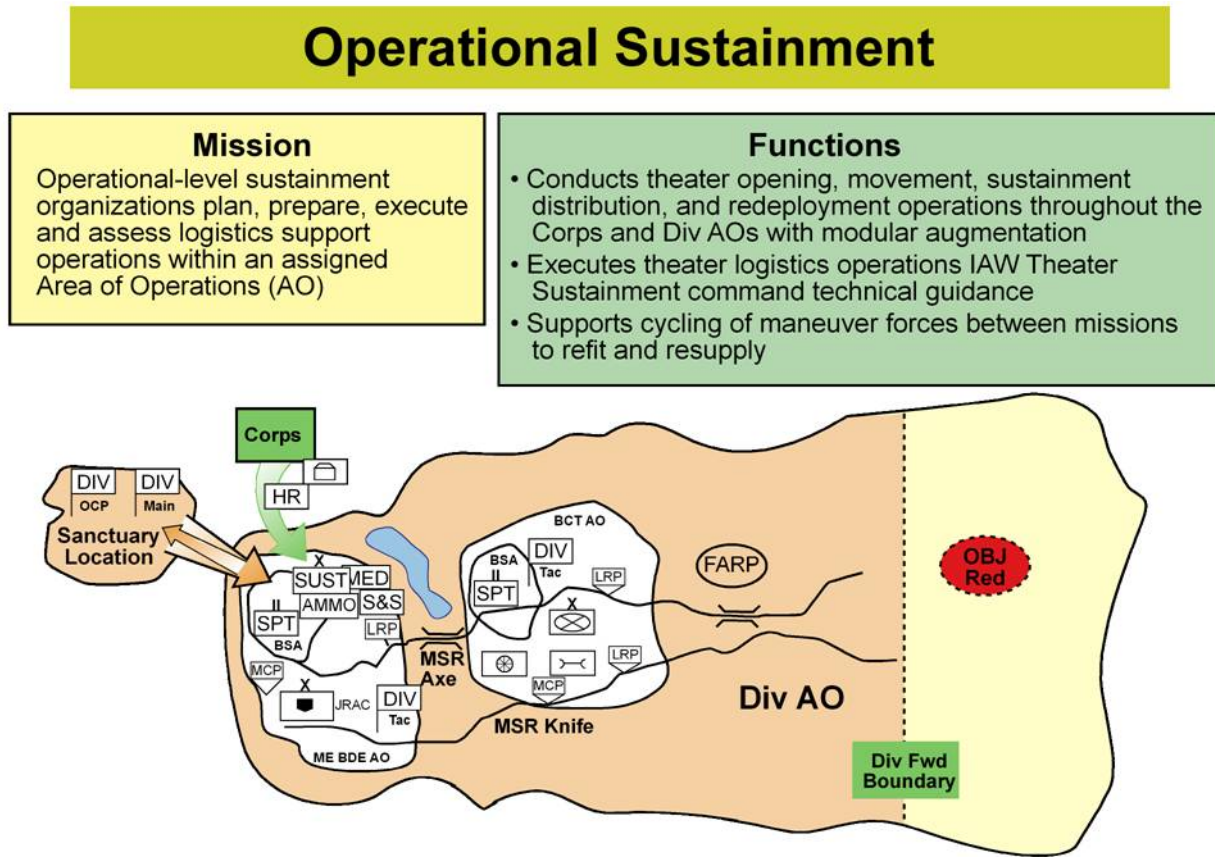 Operational Sustainment
Mission
Operational-level sustainment
organizations plan, prepare, execute
and assess logistics support
operations within an assigned
Area of Operations (AO)
Functions
• Conducts theater opening, movement, sustainment
distribution, and redeployment operations throughout the
Corps and Div AOs with modular augmentation
• Executes theater logistics operations IAW Theater
Sustainment command technical guidance
• Supports cycling of maneuver forces between missions
to refit and resupply
Corps
HR
DIV
OCP
DIV
Main
Sanctuary
Location
X
SUST
MED
AMMO
S&S
II
SPT
BSA
LRP
MCP
X
JRAC
DIV
Tac
ME BDE AO
MSR
Axe
MSR Knife
BCT AO
BSA
II
SPT
DIV
Tac
LRP
X
LRP
MCP
FARP
Div AO
OBJ
Red
Div Fwd
Boundary